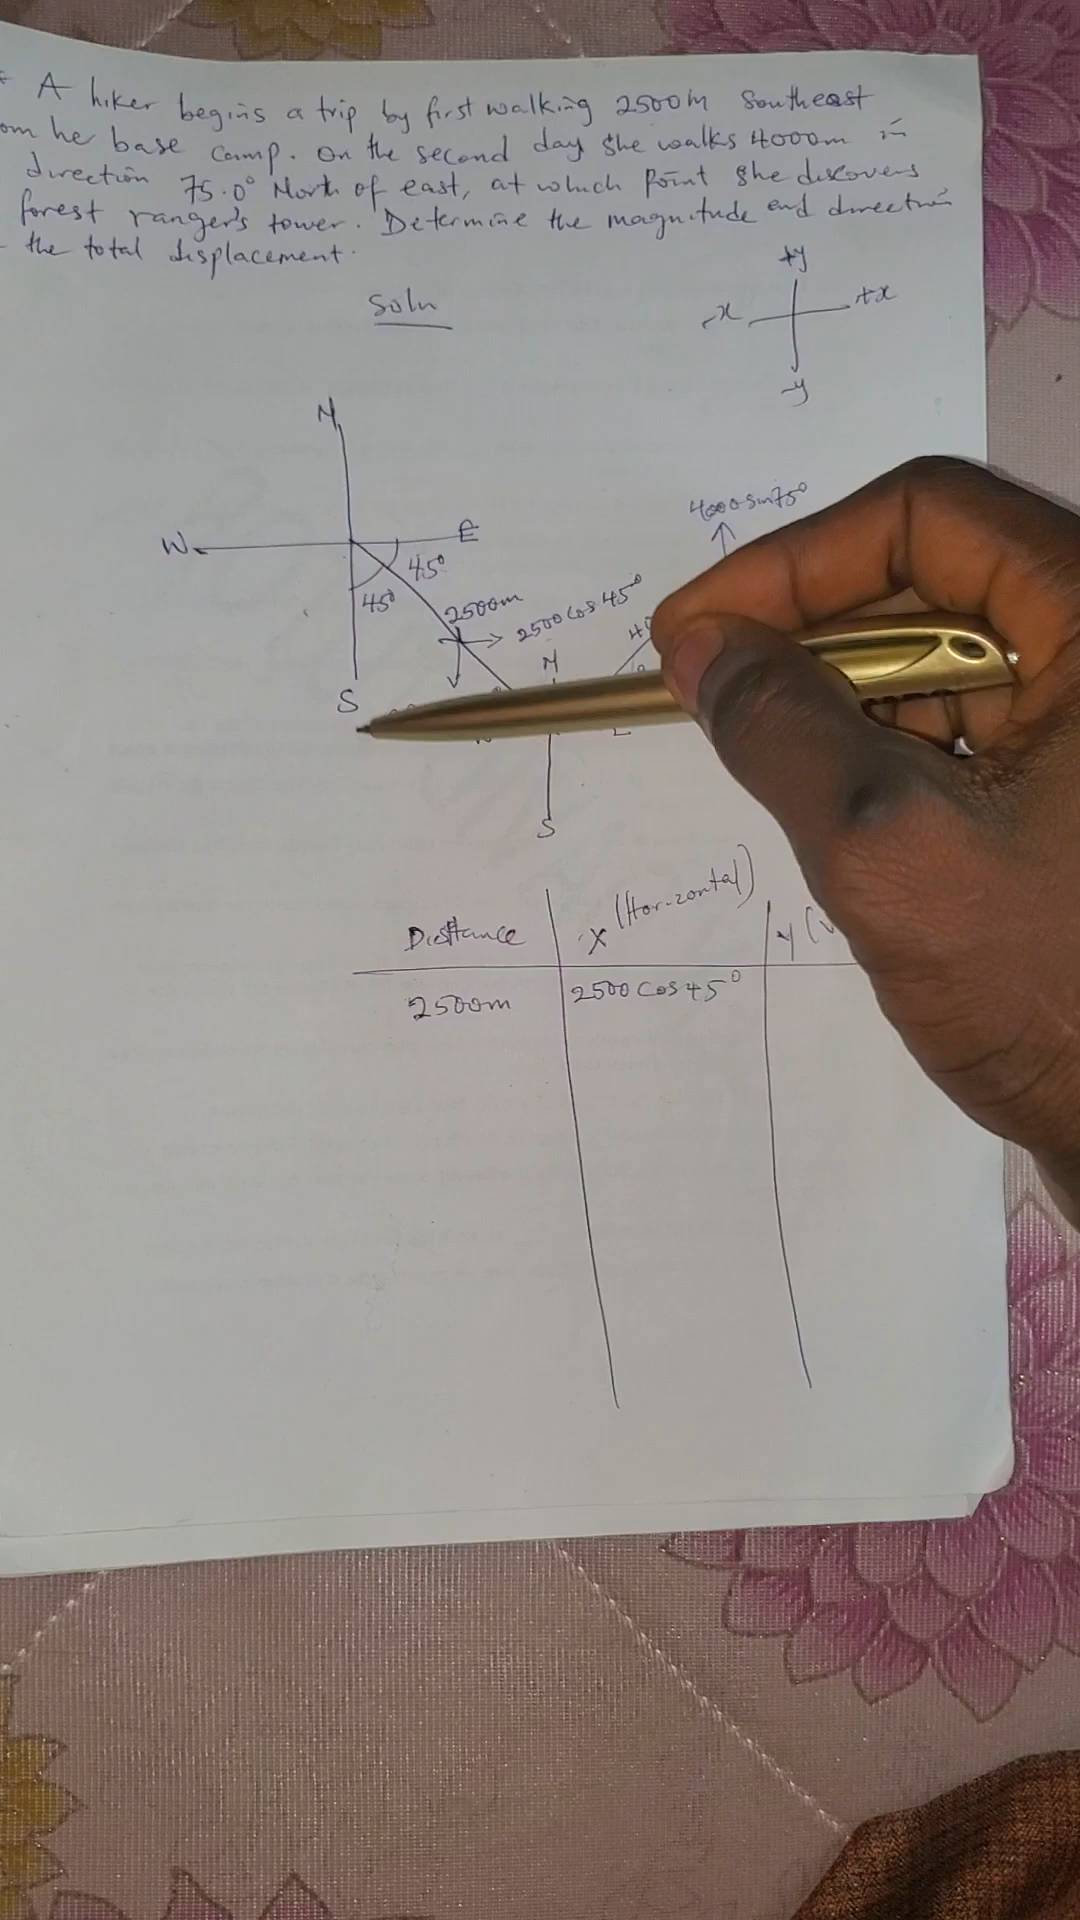 A hiker begins a trip by first walking 2500m Southeast
he base camp. On the second day she walks 4000m in
direction 75.0° North of east, at which point she discovers
forest ranger's tower. Determine the magnitude and direction
the total displacement.
Soln
+y
-x
+x
-y
N
W
E
45°
45°
S
2500m
2500 cos 45°
4000 sin 75°
N
S
Distance
X (Horizontal)
y
2500m
2500 cos 45°